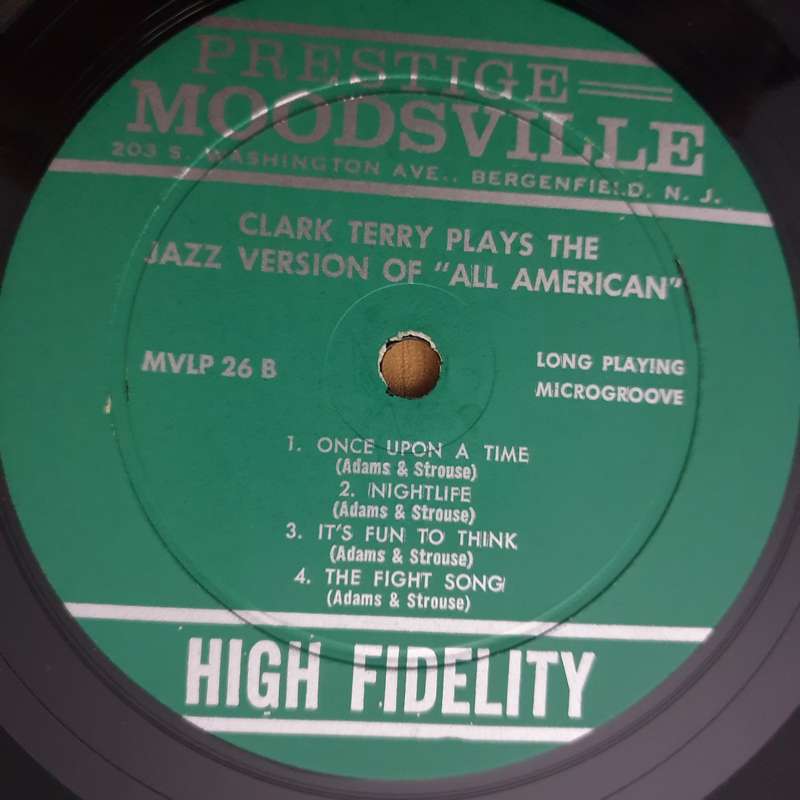 PRESTIGE
MOODSVILLE
203 S. WASHINGTON AVE., BERGENFIELD, N. J.
CLARK TERRY PLAYS THE
JAZZ VERSION OF "ALL AMERICAN"
MVLP 26 B
LONG PLAYING
MICROGROOVE
1. ONCE UPON A TIME
(Adams & Strouse)
2. NIGHTLIFE
(Adams & Strouse)
3. IT'S FUN TO THINK
(Adams & Strouse)
4. THE FIGHT SONG
(Adams & Strouse)
HIGH FIDELITY